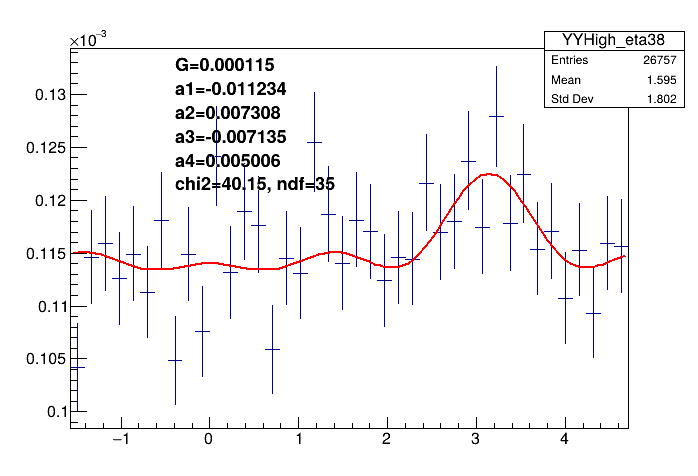 ×10⁻³
YYHigh_eta38
Entries 26757
Mean 1.595
Std Dev 1.802
G=0.000115
a1=-0.011234
a2=0.007308
a3=-0.007135
a4=0.005006
chi2=40.15, ndf=35
0.13
0.125
0.12
0.115
0.11
0.105
0.1
−1 0 1 2 3 4